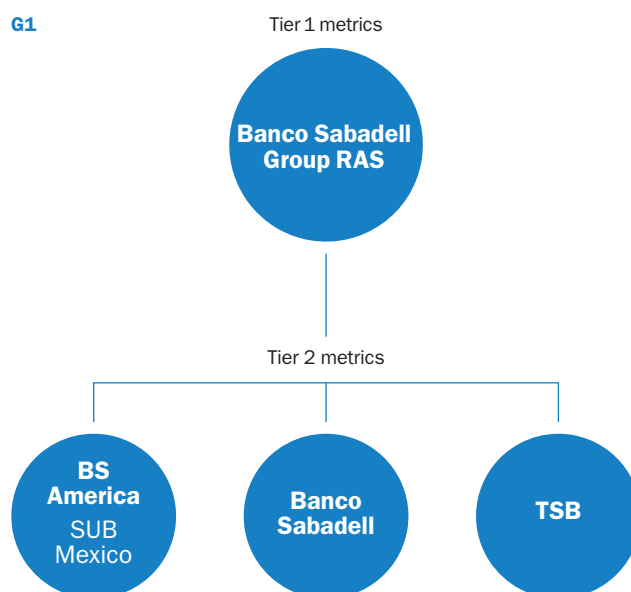 G1
Tier 1 metrics
Banco Sabadell
Group RAS
Tier 2 metrics
BS
America
SUB
Mexico
Banco
Sabadell
TSB